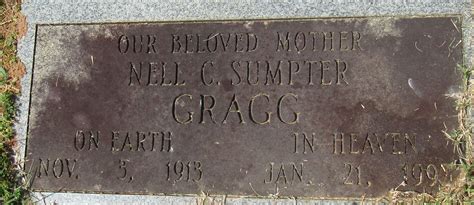 OUR BELOVED MOTHER
NELL C. SUMPTER
GRAGG
ON EARTH IN HEAVEN
NOV. 5, 1913 JAN. 21,